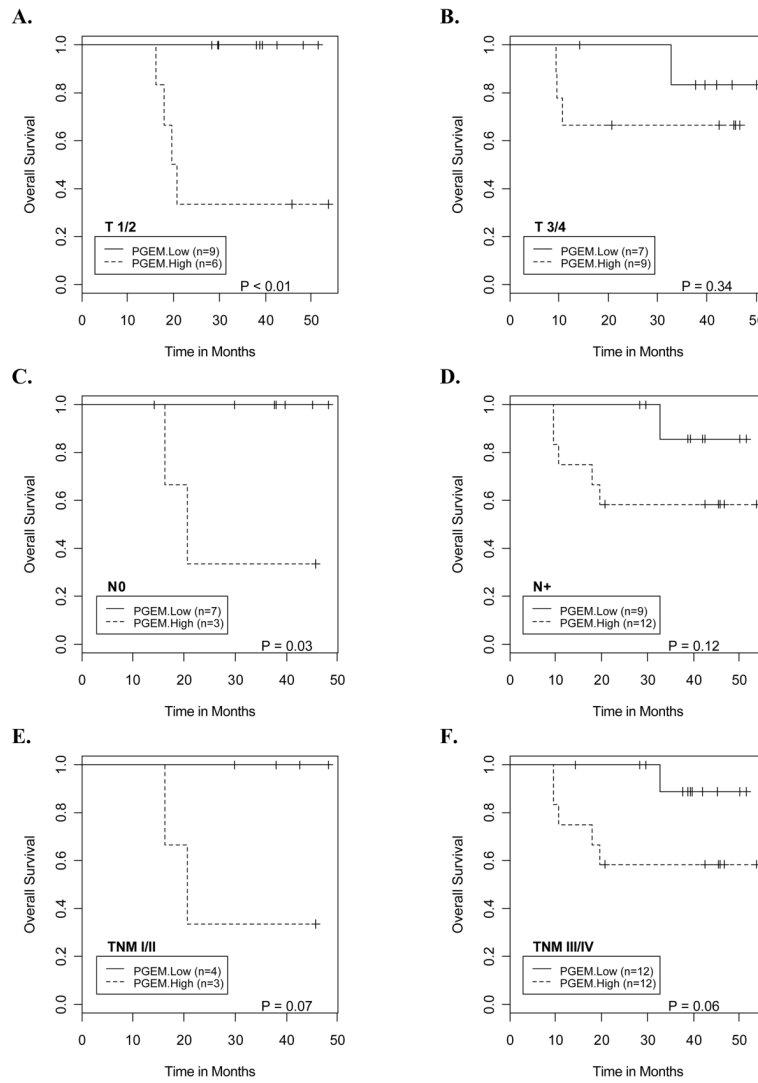 A.
Overall Survival
1.0
0.8
0.6
0.4
0.2
0.0
T 1/2
PGEM.Low (n=9)
PGEM.High (n=6)
P < 0.01
0 10 20 30 40 50
Time in Months
B.
Overall Survival
1.0
0.8
0.6
0.4
0.2
0.0
T 3/4
PGEM.Low (n=7)
PGEM.High (n=9)
P = 0.34
0 10 20 30 40 50
Time in Months
C.
Overall Survival
1.0
0.8
0.6
0.4
0.2
0.0
N0
PGEM.Low (n=7)
PGEM.High (n=3)
P = 0.03
0 10 20 30 40 50
Time in Months
D.
Overall Survival
1.0
0.8
0.6
0.4
0.2
0.0
N+
PGEM.Low (n=9)
PGEM.High (n=12)
P = 0.12
0 10 20 30 40 50
Time in Months
E.
Overall Survival
1.0
0.8
0.6
0.4
0.2
0.0
TNM I/II
PGEM.Low (n=4)
PGEM.High (n=3)
P = 0.07
0 10 20 30 40 50
Time in Months
F.
Overall Survival
1.0
0.8
0.6
0.4
0.2
0.0
TNM III/IV
PGEM.Low (n=12)
PGEM.High (n=12)
P = 0.06
0 10 20 30 40 50
Time in Months